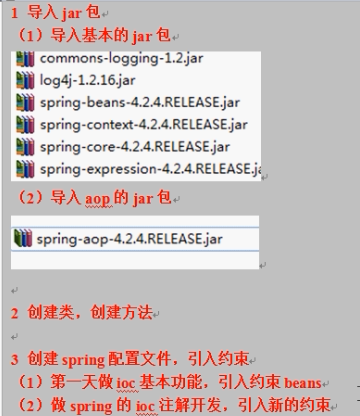 1 导入 jar 包
（1）导入基本的 jar 包
commons-logging-1.2.jar
log4j-1.2.16.jar
spring-beans-4.2.4.RELEASE.jar
spring-context-4.2.4.RELEASE.jar
spring-core-4.2.4.RELEASE.jar
spring-expression-4.2.4.RELEASE.ja
（2）导入 aop 的 jar 包
spring-aop-4.2.4.RELEASE.jar
2 创建类，创建方法
3 创建 spring 配置文件，引入约束
（1）第一天做 ioc 基本功能，引入约束 beans
（2）做 spring 的 ioc 注解开发，引入新的约束